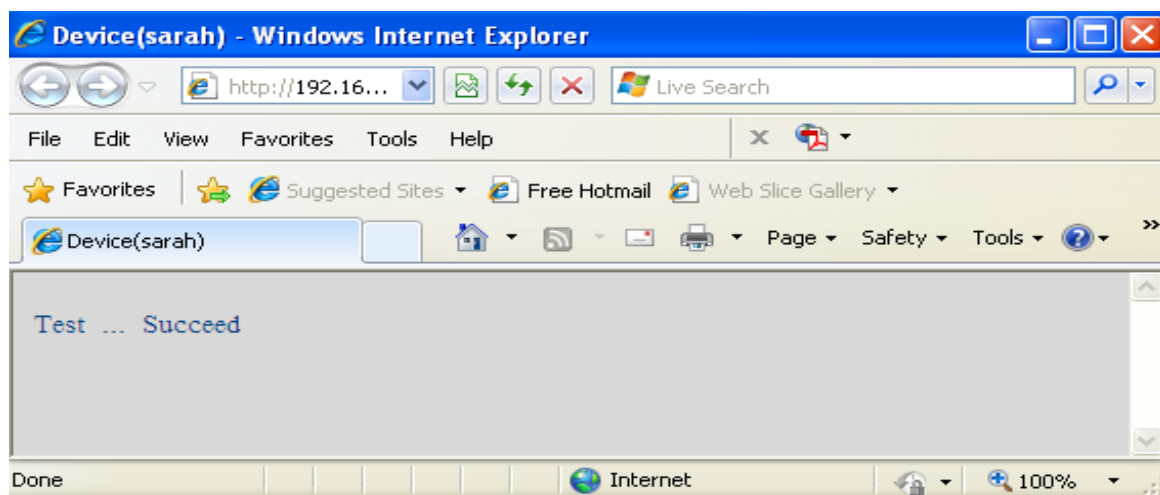 Device(sarah) - Windows Internet Explorer
http://192.16... Live Search
File Edit View Favorites Tools Help
Favorites Suggested Sites Free Hotmail Web Slice Gallery
Device(sarah) Page Safety Tools »
Test ... Succeed
Done Internet 100%